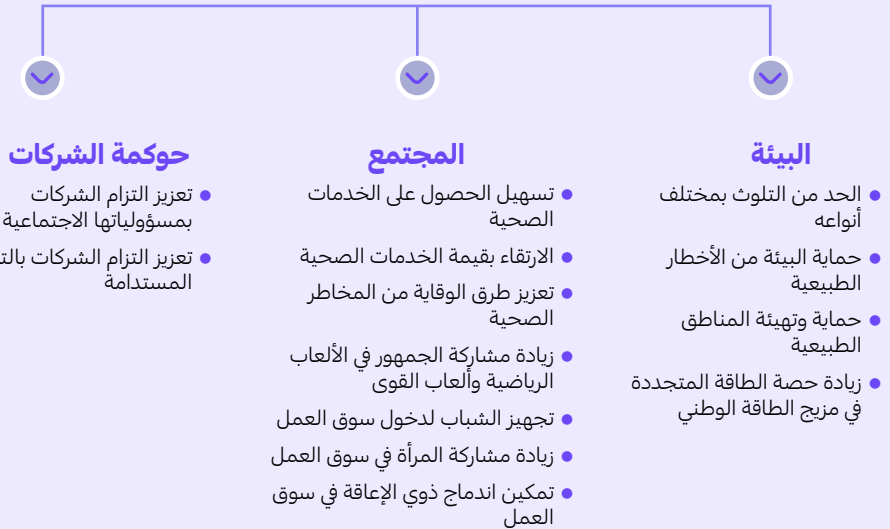 البيئة
الحد من التلوث بمختلف
أنواعه
حماية البيئة من الأخطار
الطبيعية
حماية وتهيئة المناطق
الطبيعية
زيادة حصة الطاقة المتجددة
في مزيج الطاقة الوطني
المجتمع
تسهيل الحصول على الخدمات
الصحية
الارتقاء بقيمة الخدمات الصحية
تعزيز طرق الوقاية من المخاطر
الصحية
زيادة مشاركة الجمهور في الألعاب
الرياضية وألعاب القوى
تجهيز الشباب لدخول سوق العمل
زيادة مشاركة المرأة في سوق العمل
تمكين اندماج ذوي الإعاقة في سوق
العمل
حوكمة الشركات
تعزيز التزام الشركات
بمسؤولياتها الاجتماعية
تعزيز التزام الشركات
المستدامة